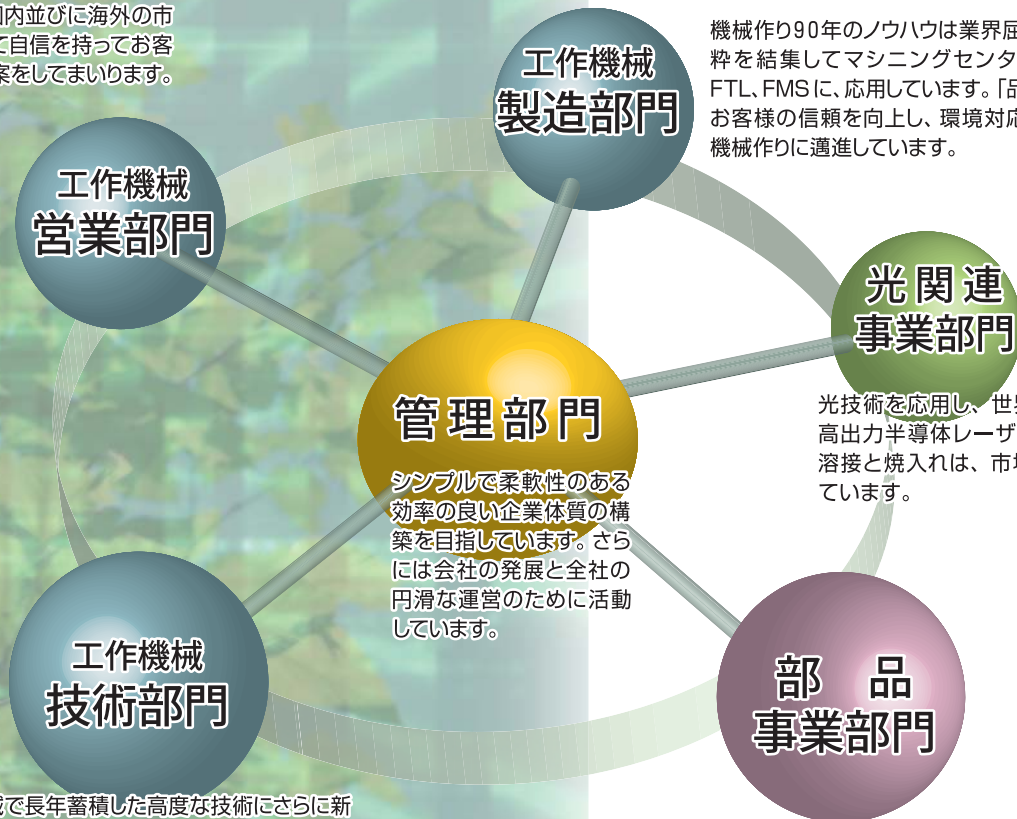 内並びに海外の市
て自信を持ってお客
案をしてまいります。
工作機械
製造部門
機械作り90年のノウハウは業界屈
粋を結集してマシニングセンタ
FTL、FMSに、応用しています。「品
お客様の信頼を向上し、環境対応
機械作りに邁進しています。
工作機械
営業部門
光関連
事業部門
光技術を応用し、世界
高出力半導体レーザ
溶接と焼入れは、市場
ています。
管理部門
シンプルで柔軟性のある
効率の良い企業体質の構
築を目指しています。さら
には会社の発展と全社の
円滑な運営のために活動
しています。
工作機械
技術部門
部品
事業部門
で長年蓄積した高度な技術にさらに新